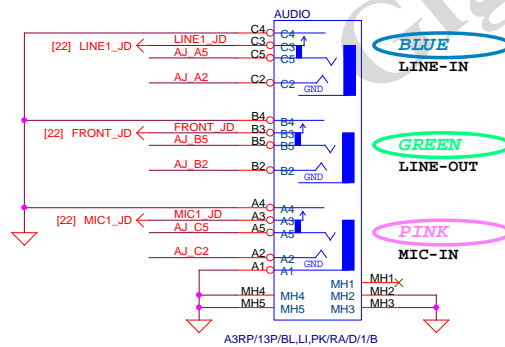 AUDIO
C4 C4
LINE1_JD C3 C3
[22] LINE1_JD
AJ_A5 C5 C5
AJ_A2 C2 C2
GND
BLUE
LINE-IN
B4 B4
FRONT_JD B3 B3
[22] FRONT_JD
AJ_B5 B5 B5
AJ_B2 B2 B2
GND
GREEN
LINE-OUT
A4 A4
MIC1_JD A3 A3
[22] MIC1_JD
AJ_C5 A5 A5
AJ_C2 A2 A2
GND
A1 A1
PINK
MIC-IN
MH1 MH1
MH4 MH4 MH2 MH2
MH5 MH5 MH3 MH3
A3RP/13P/BL,LI,PK/RA/D/1/B